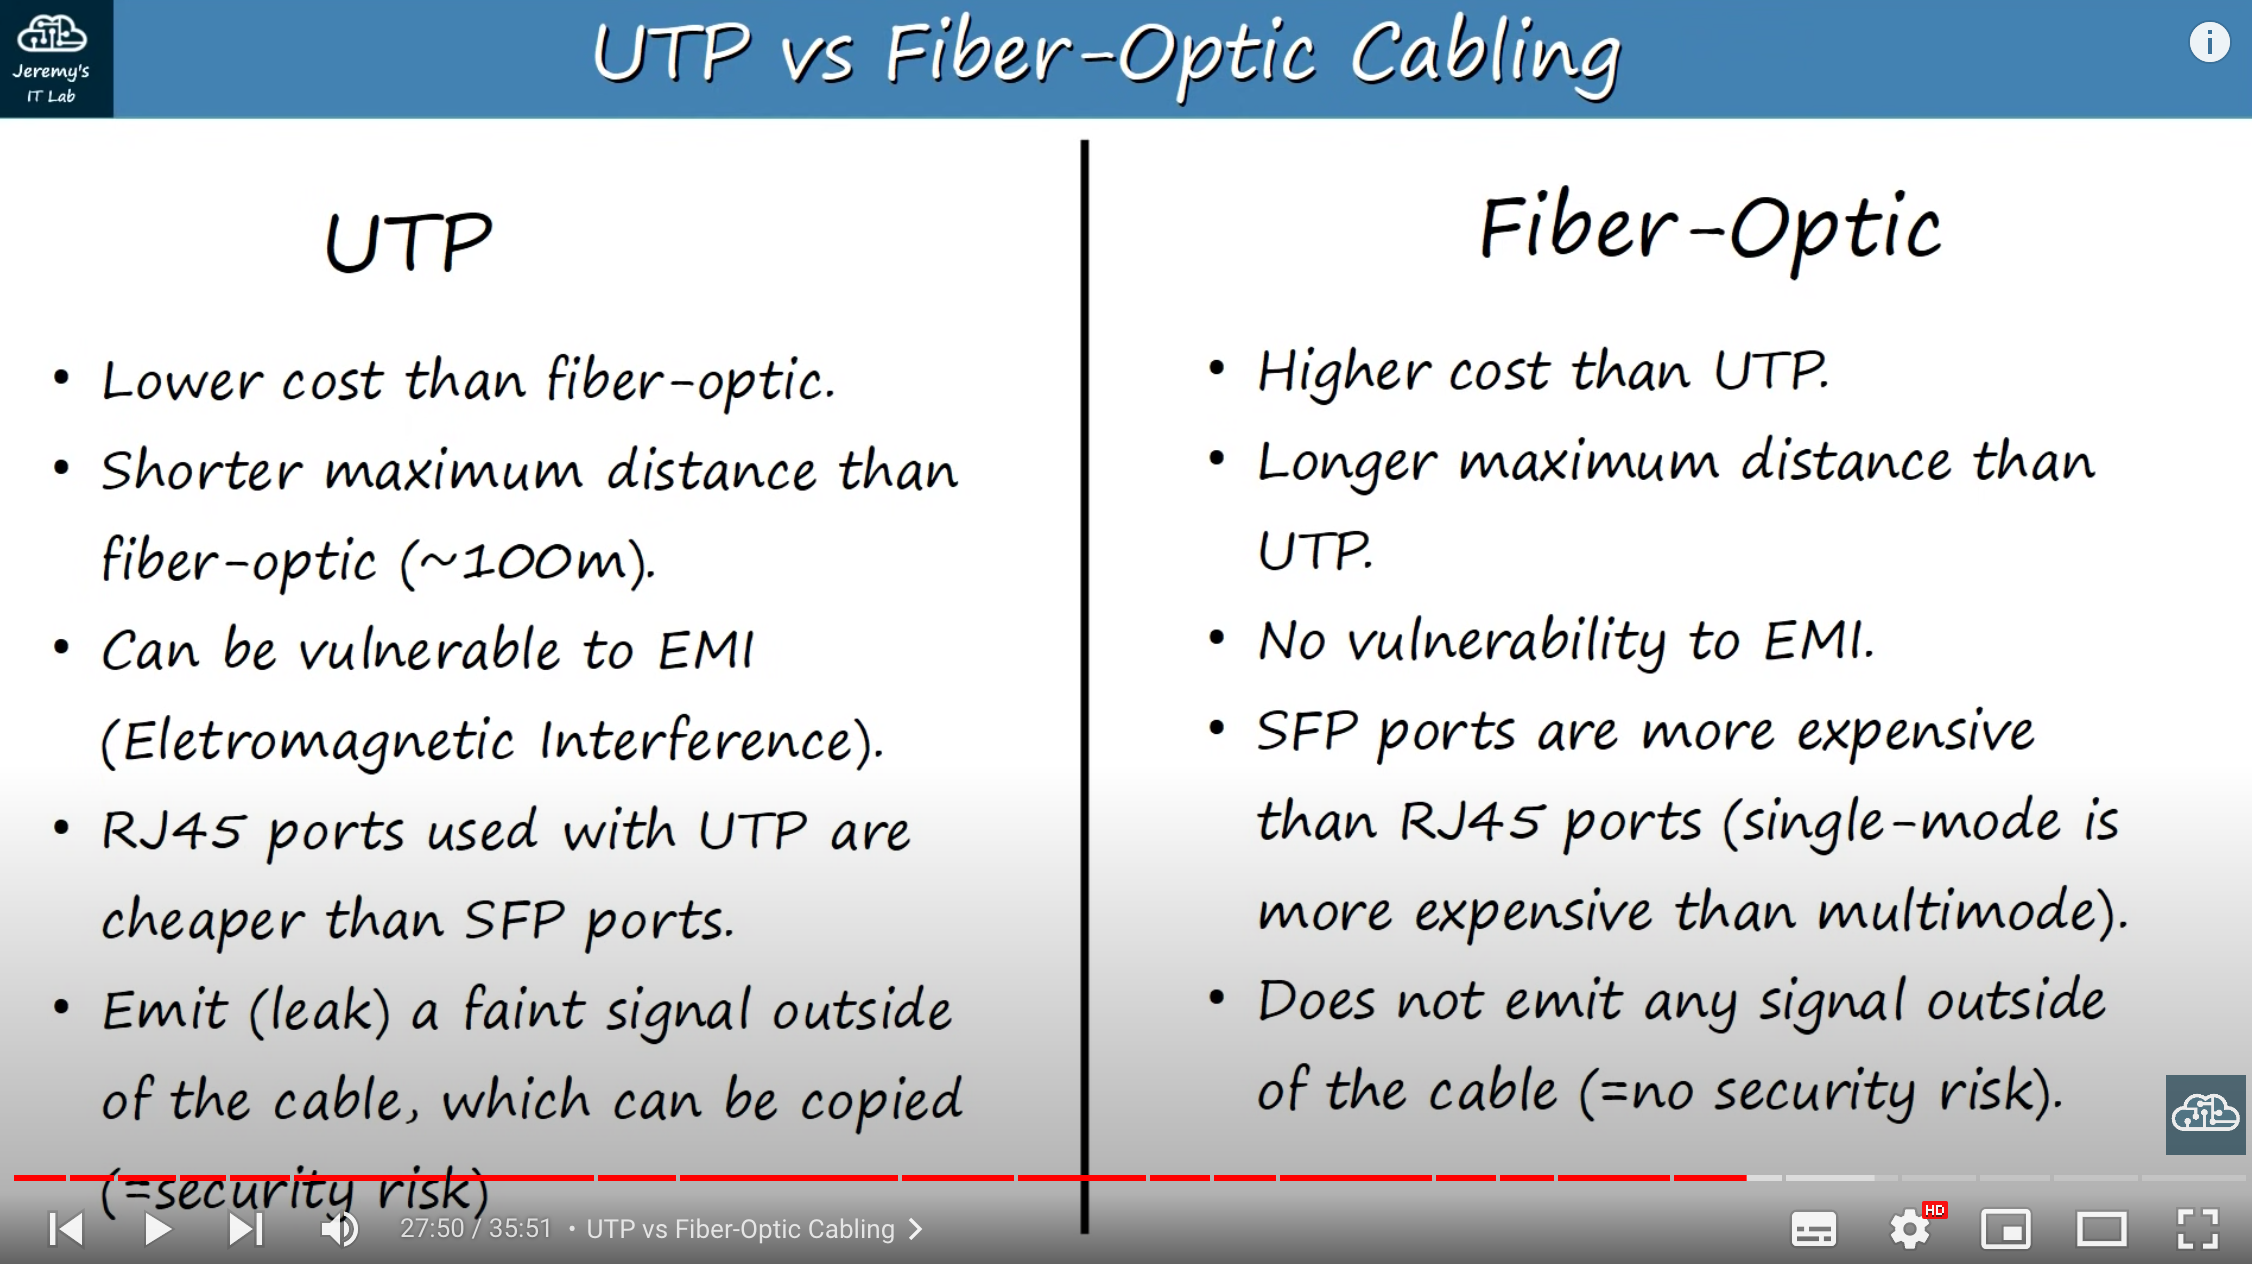 Jeremy's
IT Lab
UTP vs Fiber-Optic Cabling
UTP
• Lower cost than fiber-optic.
• Shorter maximum distance than
fiber-optic (~100m).
• Can be vulnerable to EMI
(Eletromagnetic Interference).
• RJ45 ports used with UTP are
cheaper than SFP ports.
• Emit (leak) a faint signal outside
of the cable, which can be copied
(=security risk)
Fiber-Optic
• Higher cost than UTP.
• Longer maximum distance than
UTP.
• No vulnerability to EMI.
• SFP ports are more expensive
than RJ45 ports (single-mode is
more expensive than multimode).
• Does not emit any signal outside
of the cable (=no security risk).
27:50 / 35:51 • UTP vs Fiber-Optic Cabling
HD